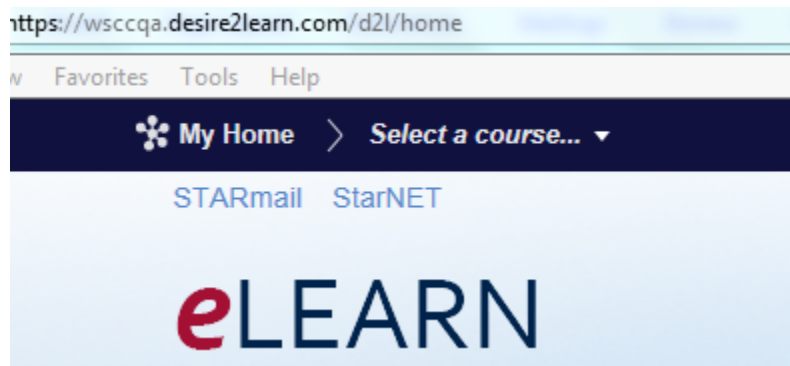 https://wsccqa.desire2learn.com/d2l/home
Favorites Tools Help
My Home Select a course...
STARmail StarNET
eLEARN